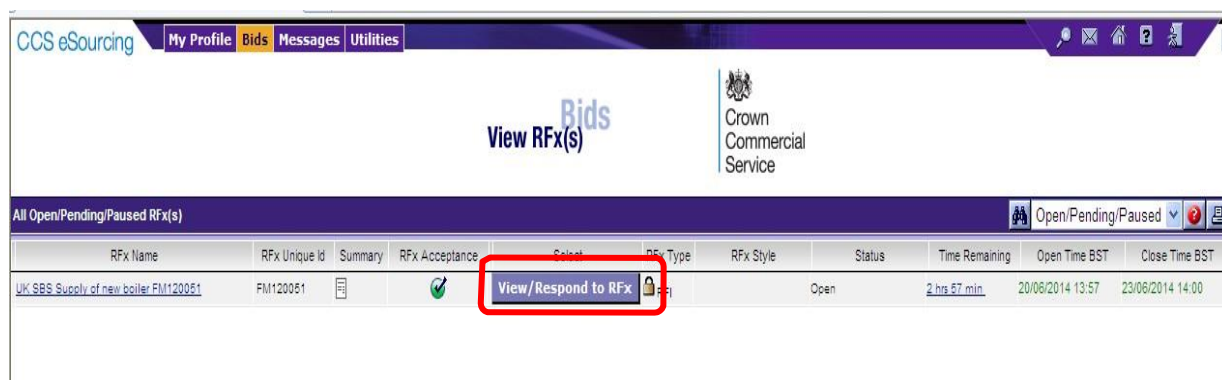 CCS eSourcing My Profile Bids Messages Utilities
Bids
View RFx(s)
Crown
Commercial
Service
All Open/Pending/Paused RFx(s) Open/Pending/Paused
RFx Name RFx Unique Id Summary RFx Acceptance Select RFx Type RFx Style Status Time Remaining Open Time BST Close Time BST
UK SBS Supply of new boiler FM120051 FM120051 View/Respond to RFx RFI Open 2 hrs 57 min 20/06/2014 13:57 23/06/2014 14:00